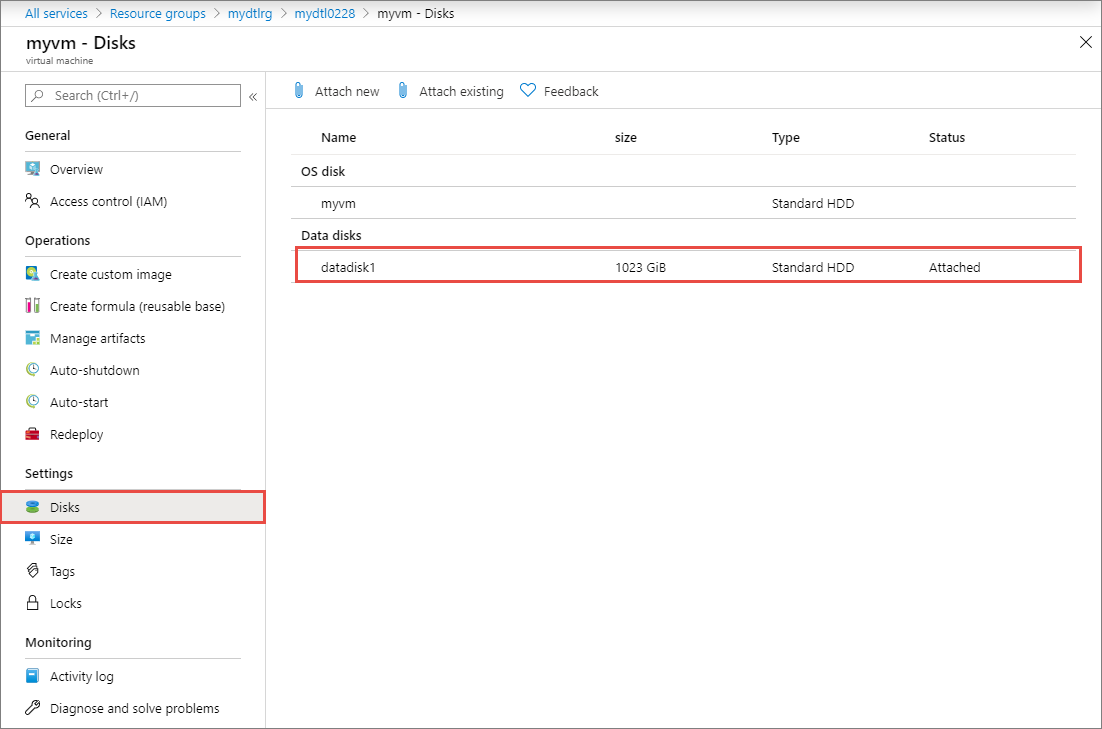 All services > Resource groups > mydtlrg > mydtl0228 > myvm - Disks
myvm - Disks
virtual machine
Search (Ctrl+/)
«
General
Overview
Access control (IAM)
Operations
Create custom image
Create formula (reusable base)
Manage artifacts
Auto-shutdown
Auto-start
Redeploy
Settings
Disks
Size
Tags
Locks
Monitoring
Activity log
Diagnose and solve problems
Attach new Attach existing Feedback
Name size Type Status
OS disk
myvm Standard HDD
Data disks
datadisk1 1023 GiB Standard HDD Attached